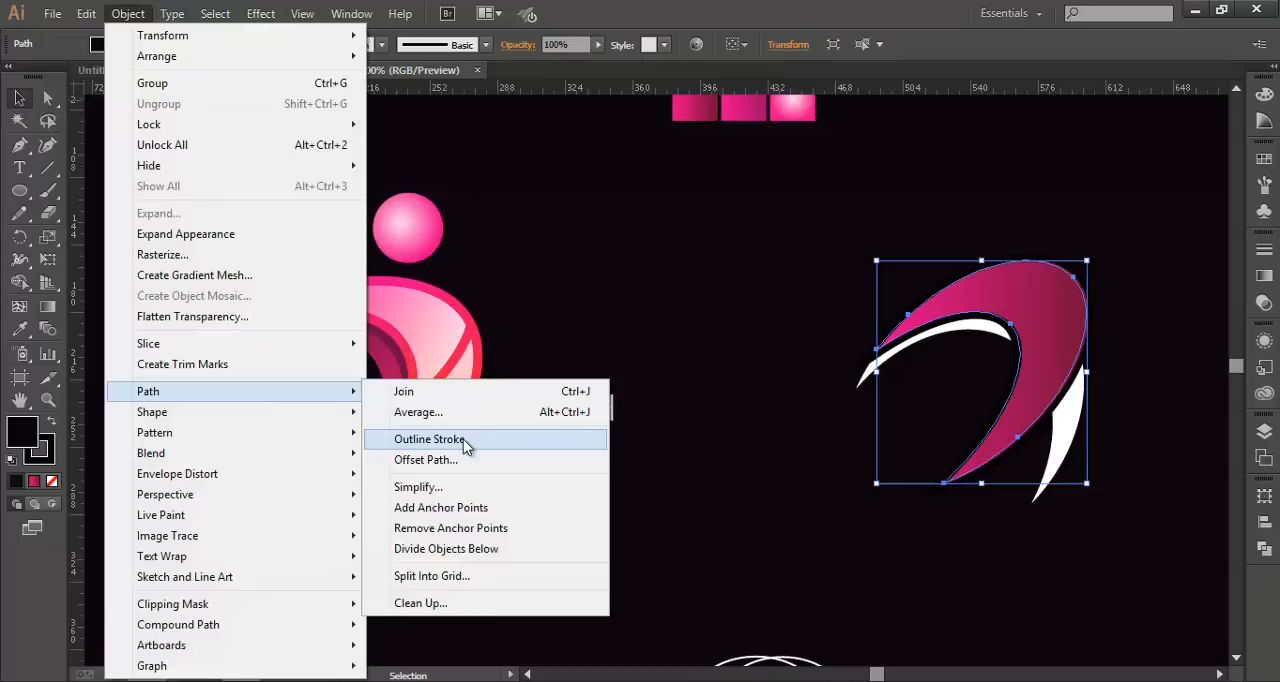 Ai File Edit Object Type Select Effect View Window Help Br Essentials
Path Basic Opacity: 100% Style: Transform
00% (RGB/Preview) ×
72 216 252 288 324 360 396 432 468 504 540 576 612 648
Transform
Arrange
Group Ctrl+G
Ungroup Shift+Ctrl+G
Lock
Unlock All Alt+Ctrl+2
Hide
Show All Alt+Ctrl+3
Expand...
Expand Appearance
Rasterize...
Create Gradient Mesh...
Create Object Mosaic...
Flatten Transparency...
Slice
Create Trim Marks
Path
Shape
Pattern
Blend
Envelope Distort
Perspective
Live Paint
Image Trace
Text Wrap
Sketch and Line Art
Clipping Mask
Compound Path
Artboards
Graph
Join Ctrl+J
Average... Alt+Ctrl+J
Outline Stroke
Offset Path...
Simplify...
Add Anchor Points
Remove Anchor Points
Divide Objects Below
Split Into Grid...
Clean Up...
Selection